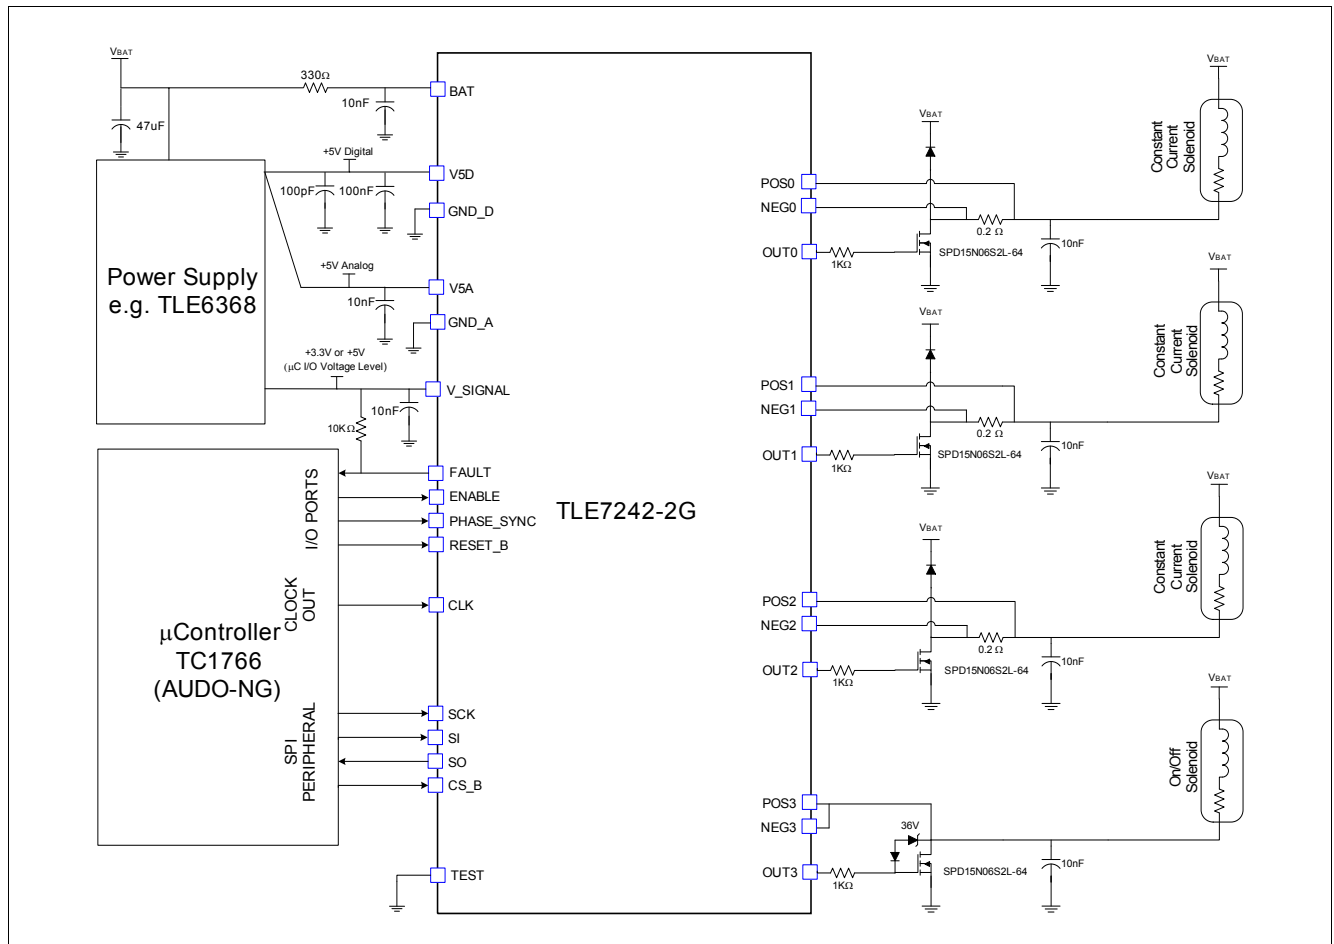 VBAT
330Ω
10nF
BAT
47uF
+5V Digital
V5D
100pF
100nF
GND_D
Power Supply
e.g. TLE6368
+5V Analog
V5A
10nF
GND_A
+3.3V or +5V
(μC I/O Voltage Level)
V_SIGNAL
10nF
10KΩ
FAULT
ENABLE
PHASE_SYNC
RESET_B
CLK
SCK
SI
SO
CS_B
TEST
I/O PORTS
CLOCK
OUT
μController
TC1766
(AUDO-NG)
SPI
PERIPHERAL
TLE7242-2G
POS0
NEG0
OUT0
1KΩ
VBAT
0.2 Ω
SPD15N06S2L-64
10nF
VBAT
Constant
Current
Solenoid
POS1
NEG1
OUT1
1KΩ
VBAT
0.2 Ω
SPD15N06S2L-64
10nF
VBAT
Constant
Current
Solenoid
POS2
NEG2
OUT2
1KΩ
VBAT
0.2 Ω
SPD15N06S2L-64
10nF
VBAT
Constant
Current
Solenoid
POS3
NEG3
OUT3
1KΩ
36V
SPD15N06S2L-64
10nF
VBAT
On/Off
Solenoid